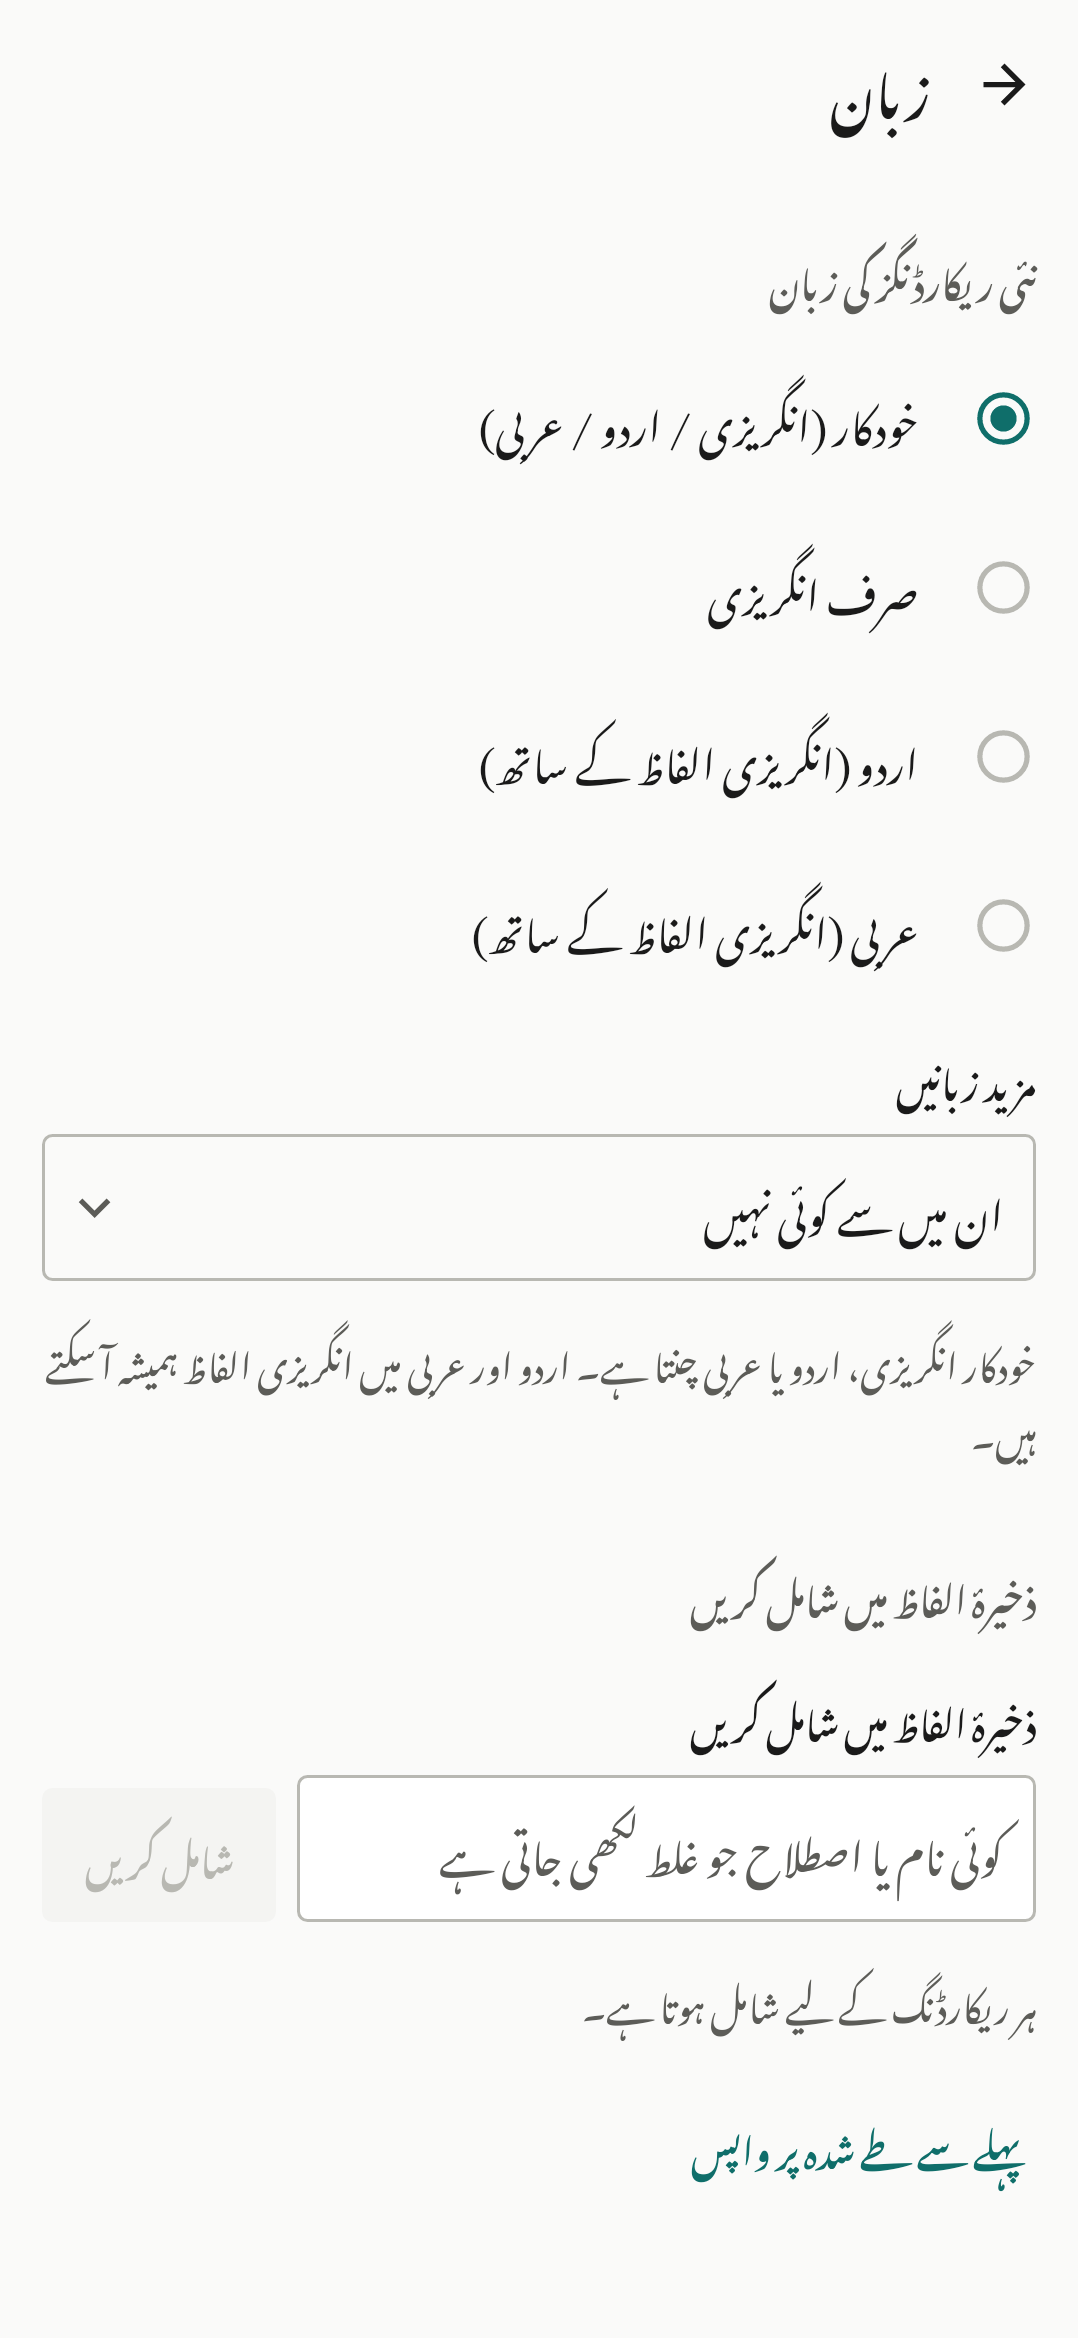 زبان
نئی ریکارڈنگز کی زبان
خودکار (انگریزی / اردو / عربی)
صرف انگریزی
اردو (انگریزی الفاظ کے ساتھ)
عربی (انگریزی الفاظ کے ساتھ)
مزید زبانیں
ان میں سے کوئی نہیں
خودکار انگریزی، اردو یا عربی چنتا ہے۔ اردو اور عربی میں انگریزی الفاظ ہمیشہ آ سکتے
ہیں۔
ذخیرۂ الفاظ میں شامل کریں
ذخیرۂ الفاظ میں شامل کریں
کوئی نام یا اصطلاح جو غلط لکھی جاتی ہے
شامل کریں
ہر ریکارڈنگ کے لیے شامل ہوتا ہے۔
پہلے سے طے شدہ پر واپس